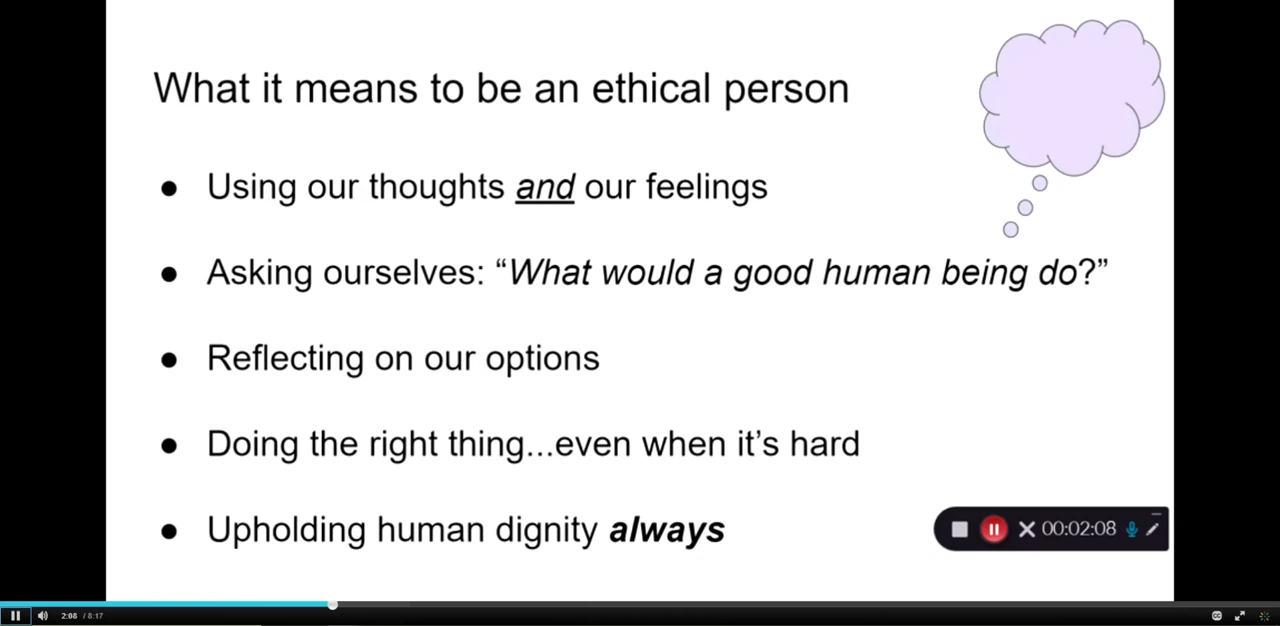 What it means to be an ethical person
● Using our thoughts and our feelings
● Asking ourselves: “What would a good human being do?”
● Reflecting on our options
● Doing the right thing...even when it’s hard
● Upholding human dignity always
00:02:08
2:08 / 8:17
CC